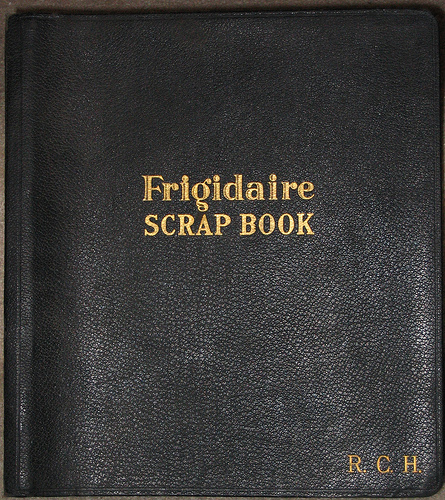 Frigidaire
SCRAP BOOK
R. C. H.